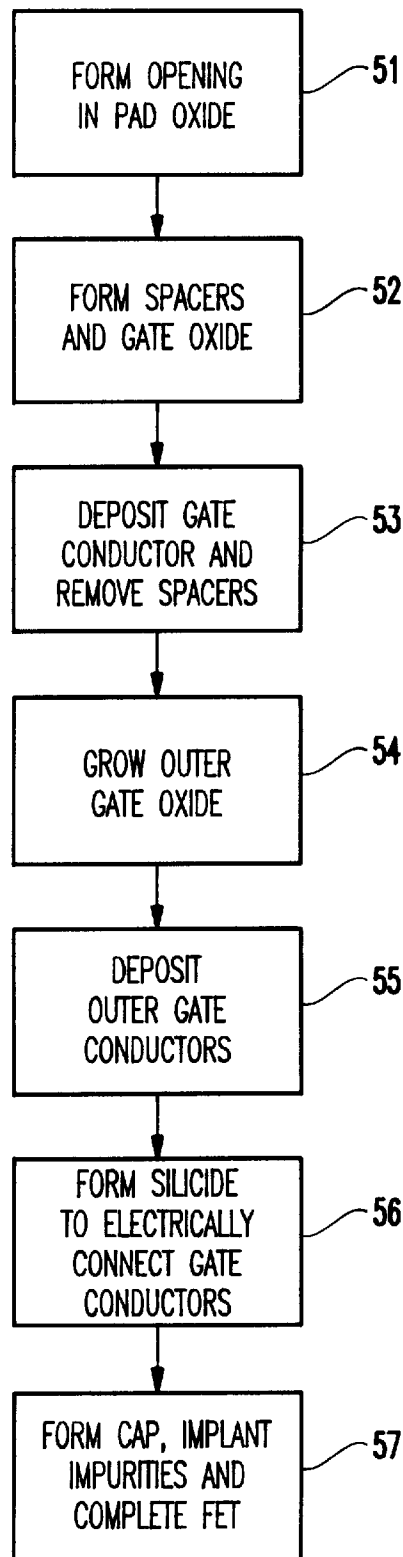 FORM OPENING
IN PAD OXIDE
51
FORM SPACERS
AND GATE OXIDE
52
DEPOSIT GATE
CONDUCTOR AND
REMOVE SPACERS
53
GROW OUTER
GATE OXIDE
54
DEPOSIT
OUTER GATE
CONDUCTORS
55
FORM SILICIDE
TO ELECTRICALLY
CONNECT GATE
CONDUCTORS
56
FORM CAP, IMPLANT
IMPURITIES AND
COMPLETE FET
57